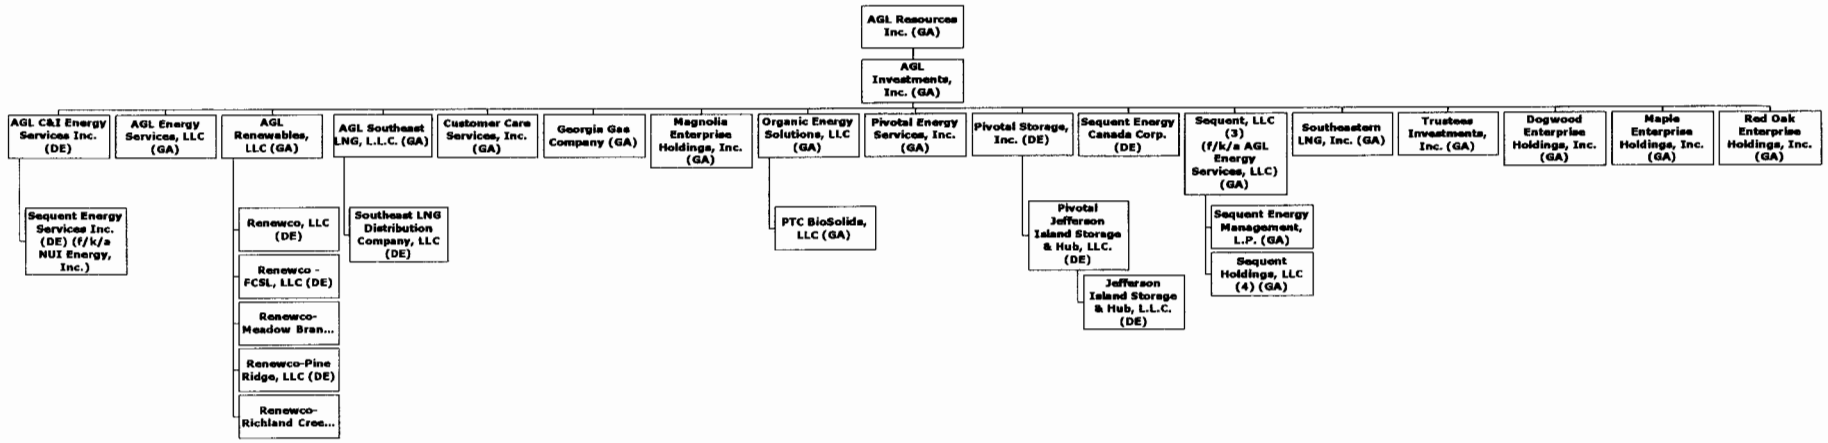 AGL Resources
Inc. (GA)
AGL
Investments,
Inc. (GA)
AGL C&I Energy
Services Inc.
(DE)
AGL Energy
Services, LLC
(GA)
AGL
Renewables,
LLC (GA)
AGL Southeast
LNG, L.L.C. (GA)
Customer Care
Services, Inc.
(GA)
Georgia Gas
Company (GA)
Magnolia
Enterprise
Holdings, Inc.
(GA)
Organic Energy
Solutions, LLC
(GA)
Pivotal Energy
Services, Inc.
(GA)
Pivotal Storage,
Inc. (DE)
Sequent Energy
Canada Corp.
(DE)
Sequent, LLC
(3)
(f/k/a AGL
Energy
Services, LLC)
(GA)
Southeastern
LNG, Inc. (GA)
Trustees
Investments,
Inc. (GA)
Dogwood
Enterprise
Holdings, Inc.
(GA)
Maple
Enterprise
Holdings, Inc.
(GA)
Red Oak
Enterprise
Holdings, Inc.
(GA)
Sequent Energy
Services Inc.
(DE) (f/k/a
NUI Energy,
Inc.)
Renewco, LLC
(DE)
Renewco -
FCSL, LLC (DE)
Renewco-
Meadow Bran...
Renewco-Pine
Ridge, LLC (DE)
Renewco-
Richland Cree...
Southeast LNG
Distribution
Company, LLC
(DE)
PTC BioSolids,
LLC (GA)
Pivotal
Jefferson
Island Storage
& Hub, LLC.
(DE)
Jefferson
Island Storage
& Hub, L.L.C.
(DE)
Sequent Energy
Management,
L.P. (GA)
Sequent
Holdings, LLC
(4) (GA)